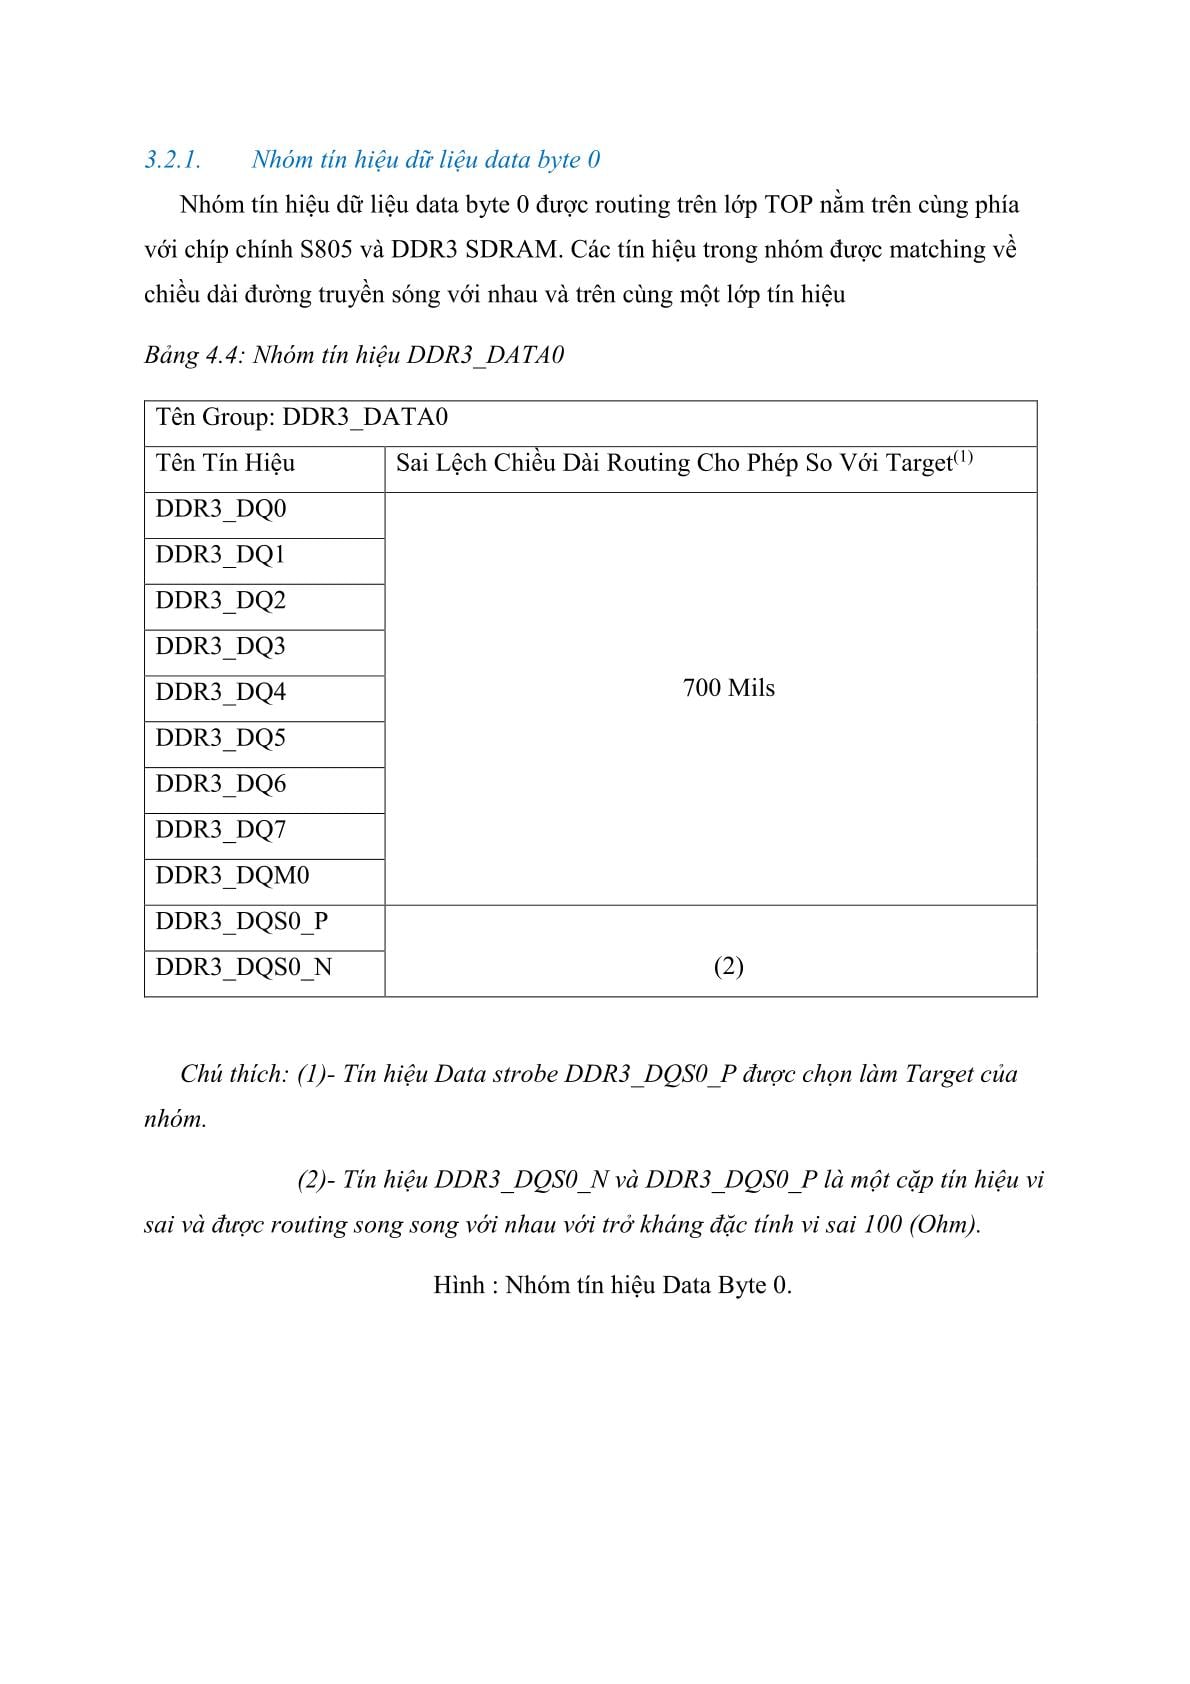 3.2.1. Nhóm tín hiệu dữ liệu data byte 0
Nhóm tín hiệu dữ liệu data byte 0 được routing trên lớp TOP nằm trên cùng phía
với chíp chính S805 và DDR3 SDRAM. Các tín hiệu trong nhóm được matching về
chiều dài đường truyền sóng với nhau và trên cùng một lớp tín hiệu
Bảng 4.4: Nhóm tín hiệu DDR3_DATA0
Tên Group: DDR3_DATA0
Tên Tín Hiệu Sai Lệch Chiều Dài Routing Cho Phép So Với Target(1)
DDR3_DQ0
DDR3_DQ1
DDR3_DQ2
DDR3_DQ3
DDR3_DQ4 700 Mils
DDR3_DQ5
DDR3_DQ6
DDR3_DQ7
DDR3_DQM0
DDR3_DQS0_P
DDR3_DQS0_N (2)
Chú thích: (1)- Tín hiệu Data strobe DDR3_DQS0_P được chọn làm Target của
nhóm.
(2)- Tín hiệu DDR3_DQS0_N và DDR3_DQS0_P là một cặp tín hiệu vi
sai và được routing song song với nhau với trở kháng đặc tính vi sai 100 (Ohm).
Hình : Nhóm tín hiệu Data Byte 0.